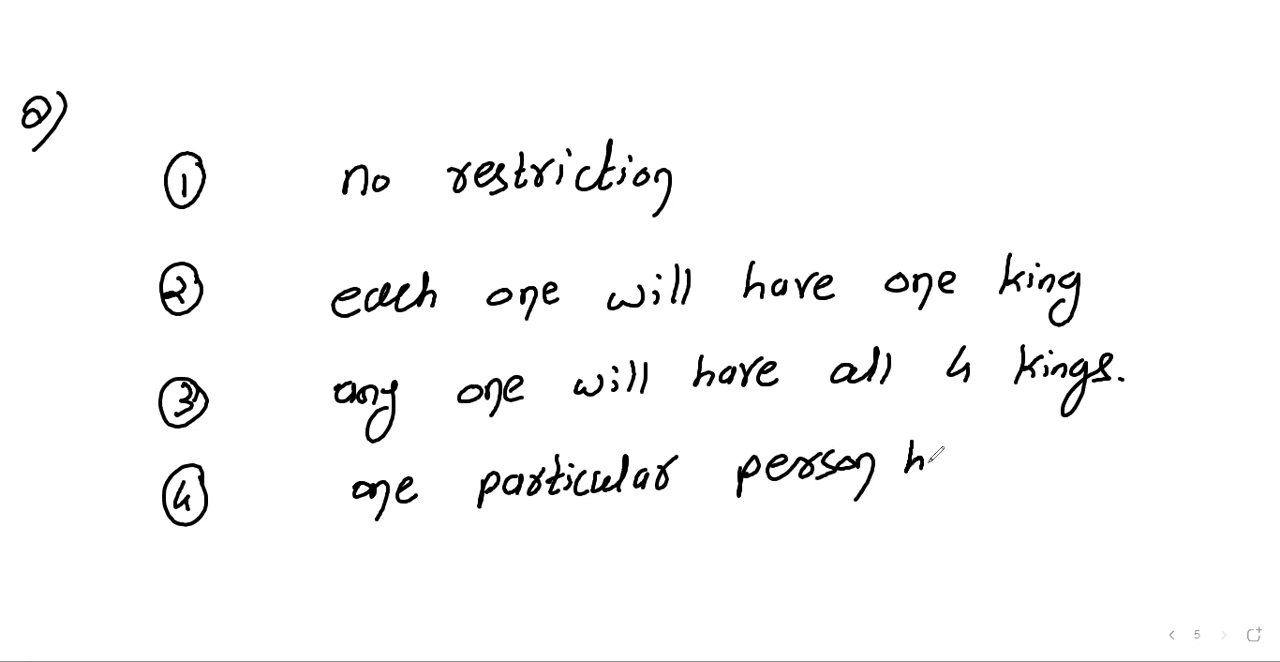 Q)
① no restriction
② each one will have one king
③ any one will have all 4 kings.
④ one particular person h
5